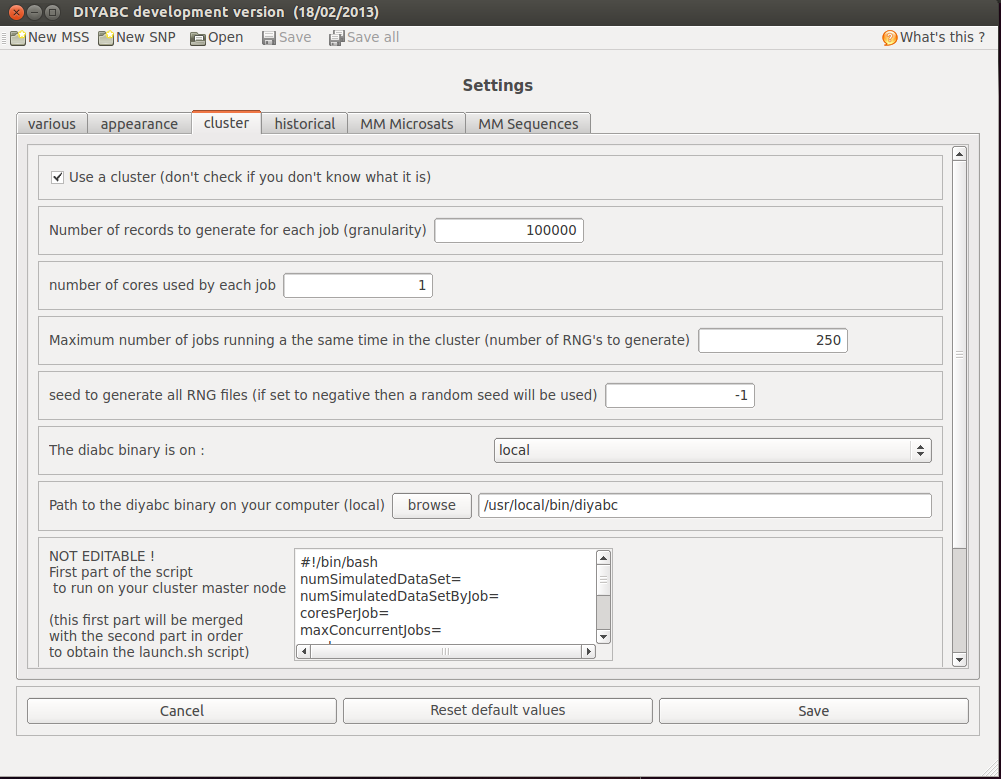 DIYABC development version (18/02/2013)
New MSS New SNP Open Save Save all What's this ?
Settings
various appearance cluster historical MM Microsats MM Sequences
Use a cluster (don't check if you don't know what it is)
Number of records to generate for each job (granularity) 100000
number of cores used by each job 1
Maximum number of jobs running a the same time in the cluster (number of RNG's to generate) 250
seed to generate all RNG files (if set to negative then a random seed will be used) -1
The diabc binary is on : local
Path to the diyabc binary on your computer (local) browse /usr/local/bin/diyabc
NOT EDITABLE !
First part of the script
to run on your cluster master node
(this first part will be merged
with the second part in order
to obtain the launch.sh script)
#!/bin/bash
numSimulatedDataSet=
numSimulatedDataSetByJob=
coresPerJob=
maxConcurrentJobs=
Cancel Reset default values Save